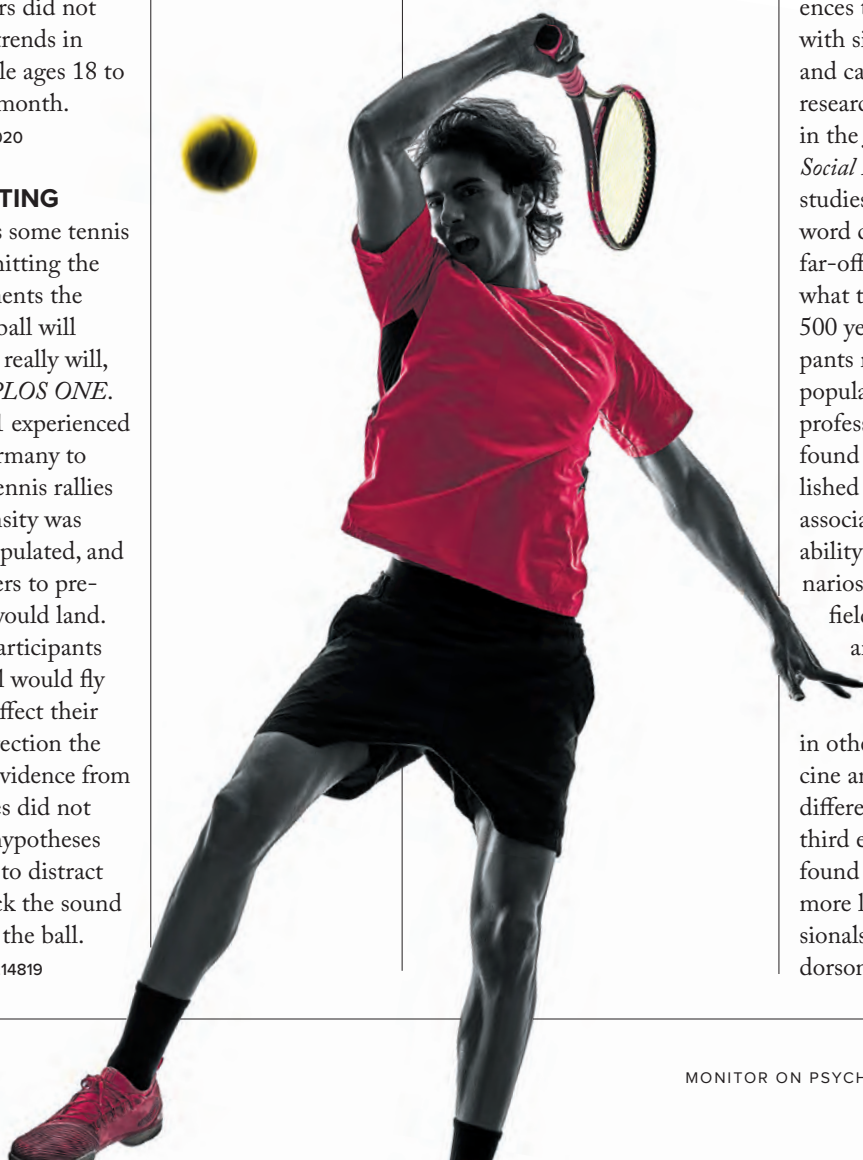 rs did not
trends in
le ages 18 to
month.
020
TING
s some tennis
hitting the
ents the
ball will
really will,
PLOS ONE.
1 experienced
rmany to
ennis rallies
nsity was
pulated, and
ers to pre-
would land.
articipants
l would fly
ffect their
ection the
vidence from
es did not
hypotheses
to distract
ck the sound
the ball.
14819
ences t
with si
and ca
researc
in the
Social
studies
word c
far-off
what t
500 ye
pants r
popula
profess
found
lished
associa
ability
narios
field
a
in othe
cine an
differe
third e
found
more l
sionals
dorson
MONITOR ON PSYCH